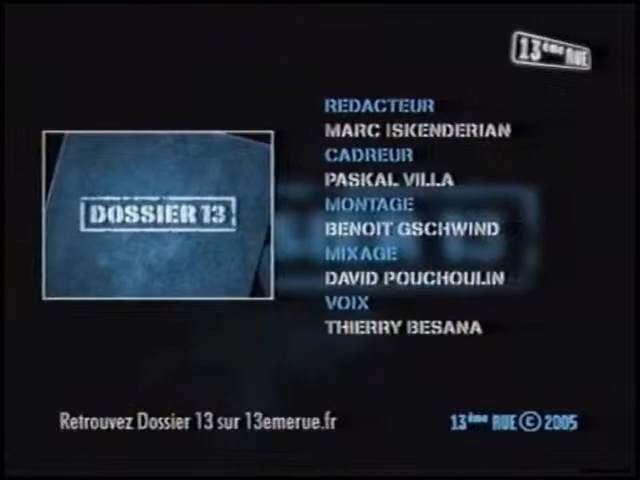 13ème RUE
REDACTEUR
MARC ISKENDERIAN
CADREUR
PASKAL VILLA
MONTAGE
BENOIT GSCHWIND
MIXAGE
DAVID POUCHOULIN
VOIX
THIERRY BESANA
DOSSIER 13
Retrouvez Dossier 13 sur 13emerue.fr
13ème RUE © 2005